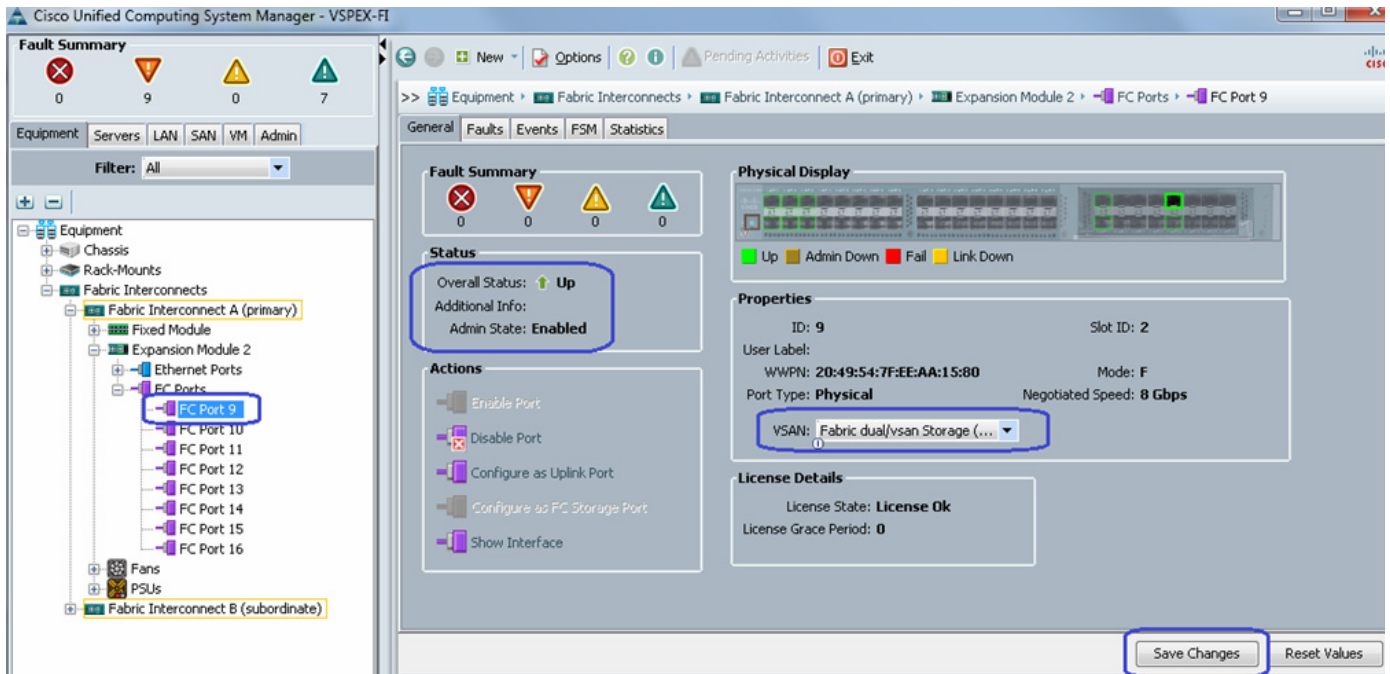 Cisco Unified Computing System Manager - VSPEX-FI
Fault Summary
0 9 0 7
Equipment Servers LAN SAN VM Admin
Filter: All
Equipment
Chassis
Rack-Mounts
Fabric Interconnects
Fabric Interconnect A (primary)
Fixed Module
Expansion Module 2
Ethernet Ports
FC Ports
FC Port 9
FC Port 10
FC Port 11
FC Port 12
FC Port 13
FC Port 14
FC Port 15
FC Port 16
Fans
PSUs
Fabric Interconnect B (subordinate)
New Options Pending Activities Exit
>> Equipment Fabric Interconnects Fabric Interconnect A (primary) Expansion Module 2 FC Ports FC Port 9
General Faults Events FSM Statistics
Fault Summary
0 0 0 0
Status
Overall Status: Up
Additional Info:
Admin State: Enabled
Actions
Enable Port
Disable Port
Configure as Uplink Port
Configure as FC Storage Port
Show Interface
Physical Display
Up Admin Down Fail Link Down
Properties
ID: 9 Slot ID: 2
User Label:
WWPN: 20:49:54:7F:EE:AA:15:80 Mode: F
Port Type: Physical Negotiated Speed: 8 Gbps
VSAN: Fabric dual/vsan Storage (...
License Details
License State: License Ok
License Grace Period: 0
Save Changes Reset Values